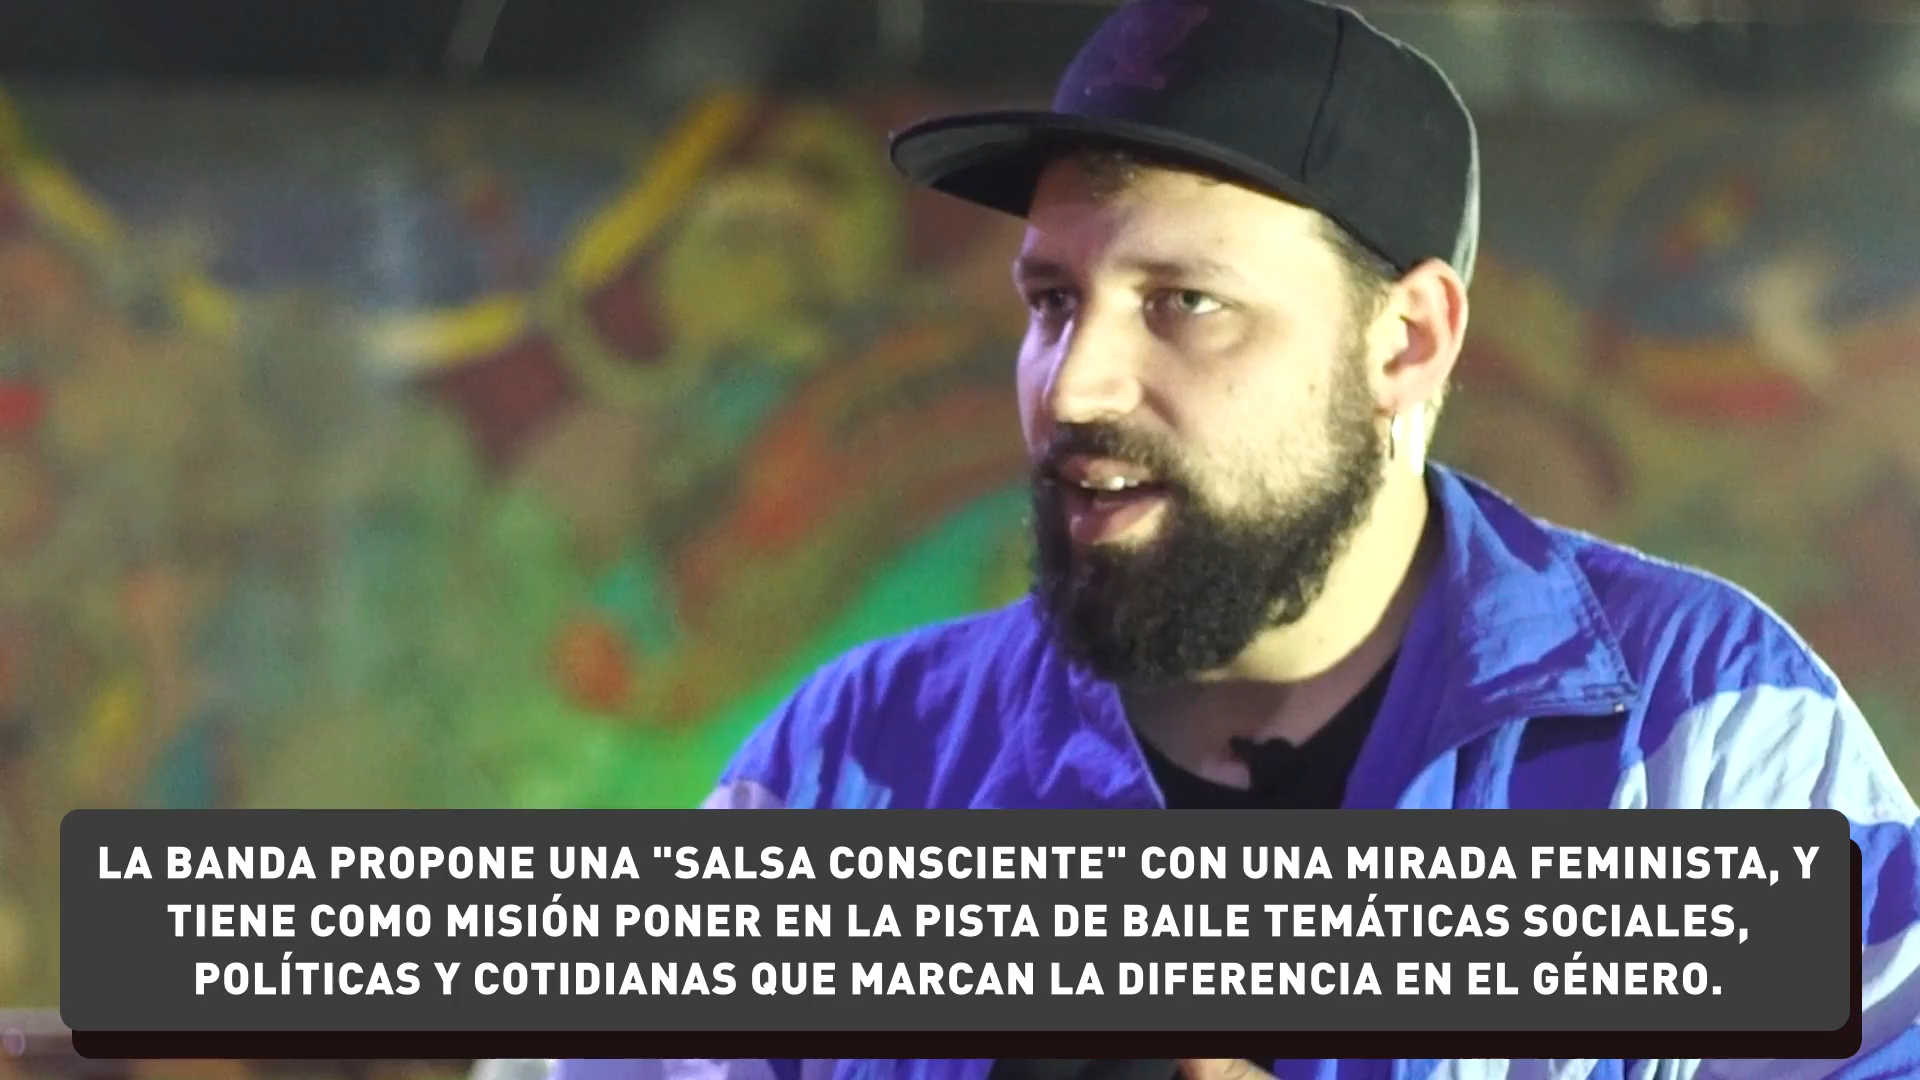 LA BANDA PROPONE UNA "SALSA CONSCIENTE" CON UNA MIRADA FEMINISTA, Y
TIENE COMO MISIÓN PONER EN LA PISTA DE BAILE TEMÁTICAS SOCIALES,
POLÍTICAS Y COTIDIANAS QUE MARCAN LA DIFERENCIA EN EL GÉNERO.